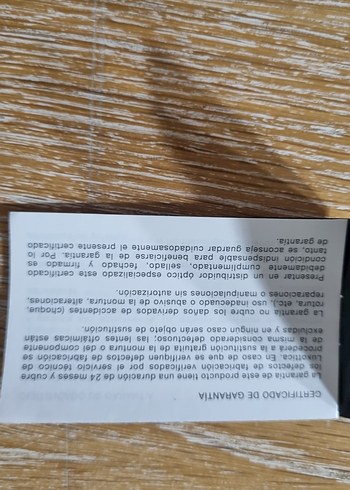 CERTIFICADO DE GARANTÍA
La garantía de este producto tiene una duración de 24 meses y cubre
los defectos de fabricación verificados por el servicio técnico de
Luxottica. En caso de que se verifiquen defectos de fabricación se
procederá a la sustitución gratuita de la montura o del componente
de la misma considerado defectuoso; las lentes oftálmicas están
excluidas y en ningún caso serán objeto de sustitución.
La garantía no cubre los daños derivados de accidentes (choque,
rotura, etc.), uso inadecuado o abusivo de la montura, alteraciones,
reparaciones o manipulaciones sin autorización.
Presentar en un distribuidor óptico especializado este certificado
debidamente cumplimentado, sellado, fechado y firmado es
condición indispensable para beneficiarse de la garantía. Por lo
tanto, se aconseja guardar cuidadosamente el presente certificado
de garantía.